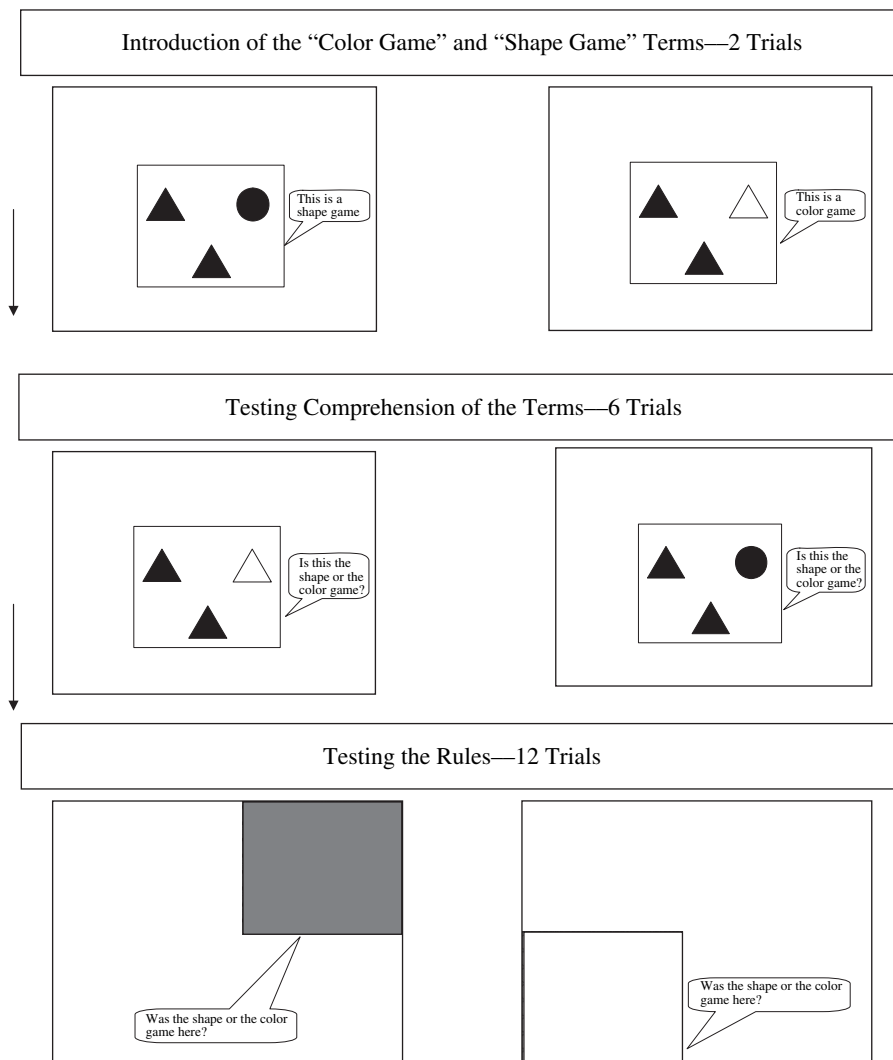 Introduction of the “Color Game” and “Shape Game” Terms—2 Trials
This is a
shape game
This is a
color game
Testing Comprehension of the Terms—6 Trials
Is this the
shape or the
color game?
Is this the
shape or the
color game?
Testing the Rules—12 Trials
Was the shape or the color
game here?
Was the shape or the color
game here?